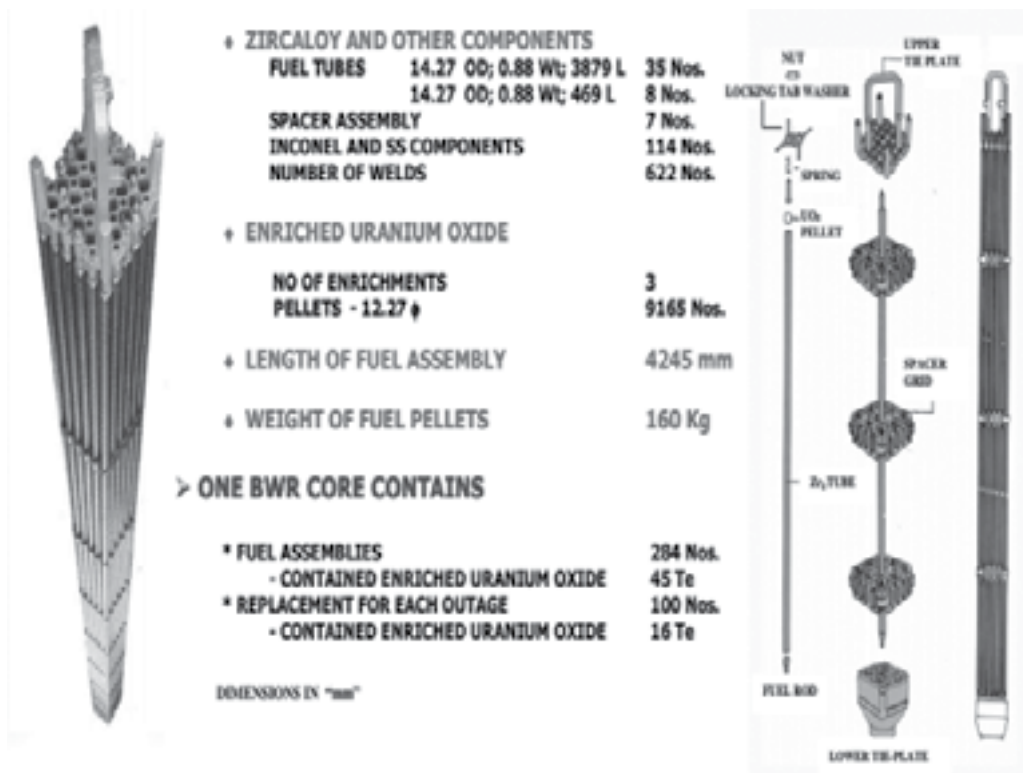 ZIRCALOY AND OTHER COMPONENTS
FUEL TUBES 14.27 OD; 0.88 Wt; 3879 L 35 Nos.
14.27 OD; 0.88 Wt; 469 L 8 Nos.
SPACER ASSEMBLY 7 Nos.
INCONEL AND SS COMPONENTS 114 Nos.
NUMBER OF WELDS 622 Nos.
ENRICHED URANIUM OXIDE
NO OF ENRICHMENTS 3
PELLETS - 12.27 ϕ 9165 Nos.
LENGTH OF FUEL ASSEMBLY 4245 mm
WEIGHT OF FUEL PELLETS 160 Kg
➢ ONE BWR CORE CONTAINS
* FUEL ASSEMBLIES 284 Nos.
- CONTAINED ENRICHED URANIUM OXIDE 45 Te
* REPLACEMENT FOR EACH OUTAGE 100 Nos.
- CONTAINED ENRICHED URANIUM OXIDE 16 Te
DIMENSIONS IN "mm"
NUT
LOCKING TAB WASHER
SPRING
UO₂
PELLET
TUBE
FUEL ROD
UPPER
TIE PLATE
SPACER
GRID
LOWER TIE-PLATE